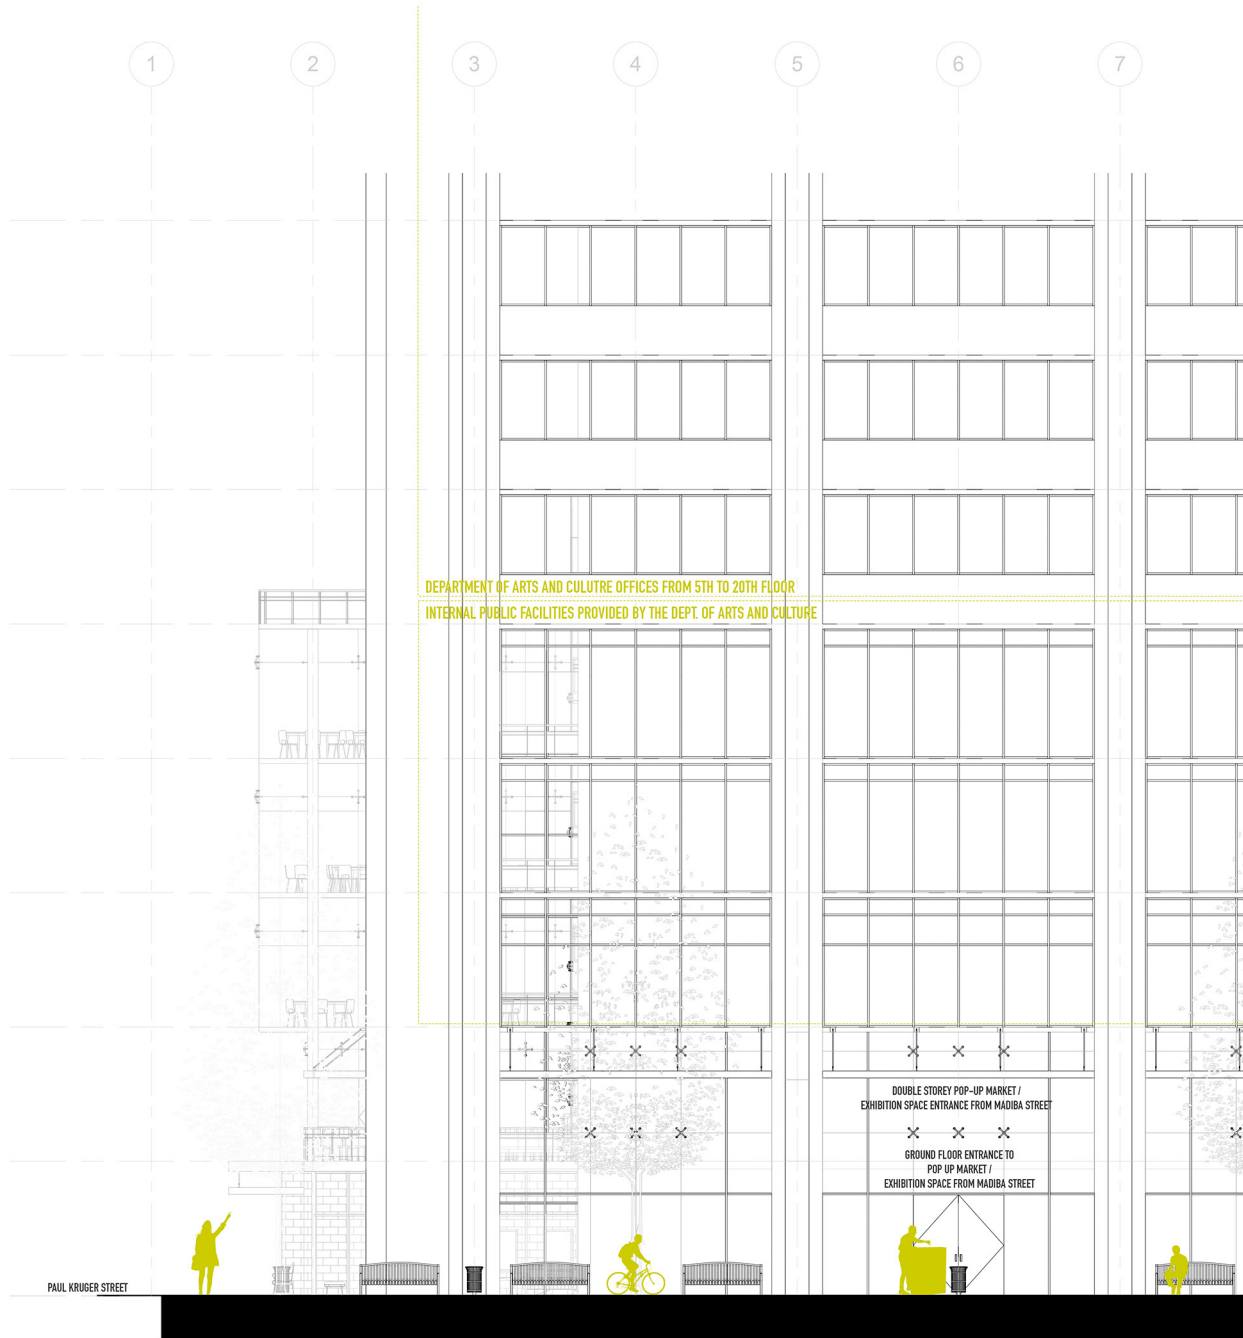 1 2 3 4 5 6 7
DEPARTMENT OF ARTS AND CULUTRE OFFICES FROM 5TH TO 20TH FLOOR
INTERNAL PUBLIC FACILITIES PROVIDED BY THE DEPT. OF ARTS AND CULTURE
DOUBLE STOREY POP-UP MARKET /
EXHIBITION SPACE ENTRANCE FROM MADIBA STREET
GROUND FLOOR ENTRANCE TO
POP UP MARKET /
EXHIBITION SPACE FROM MADIBA STREET
PAUL KRUGER STREET